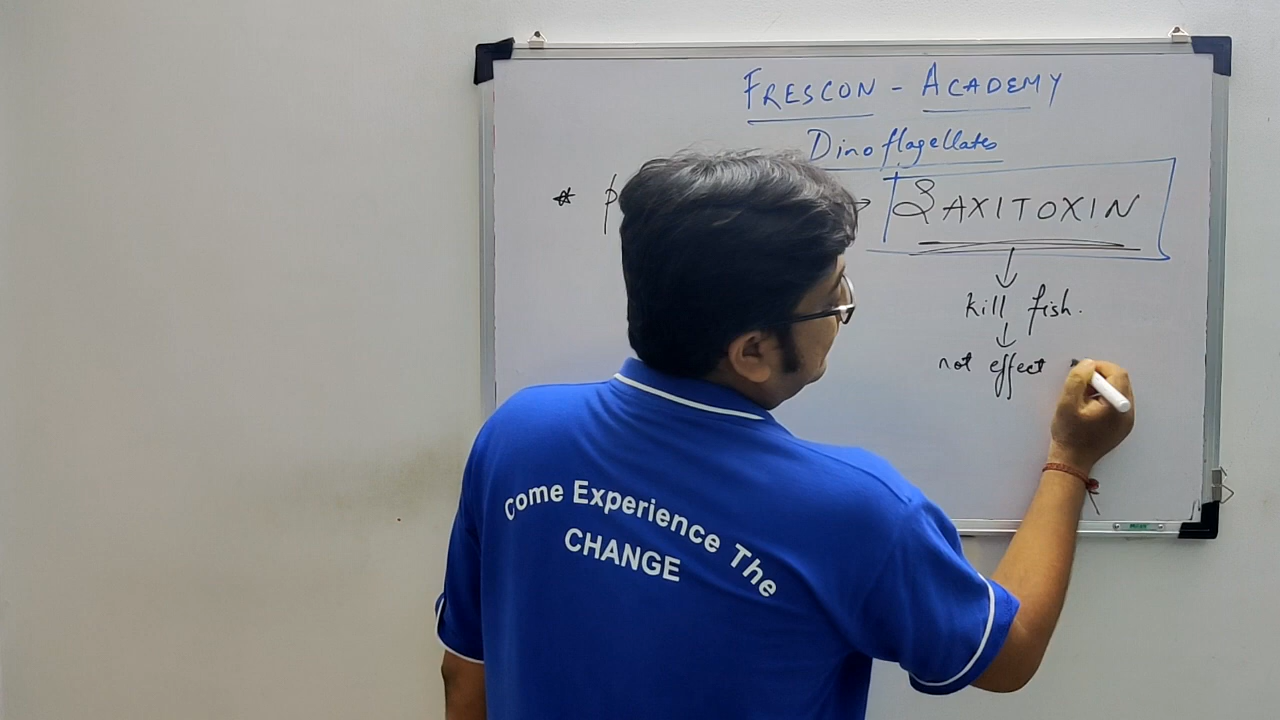 FRESCON - ACADEMY
Dinoflagellates
* p → SAXITOXIN
↓
kill fish.
↓
not effect
Come Experience The
CHANGE